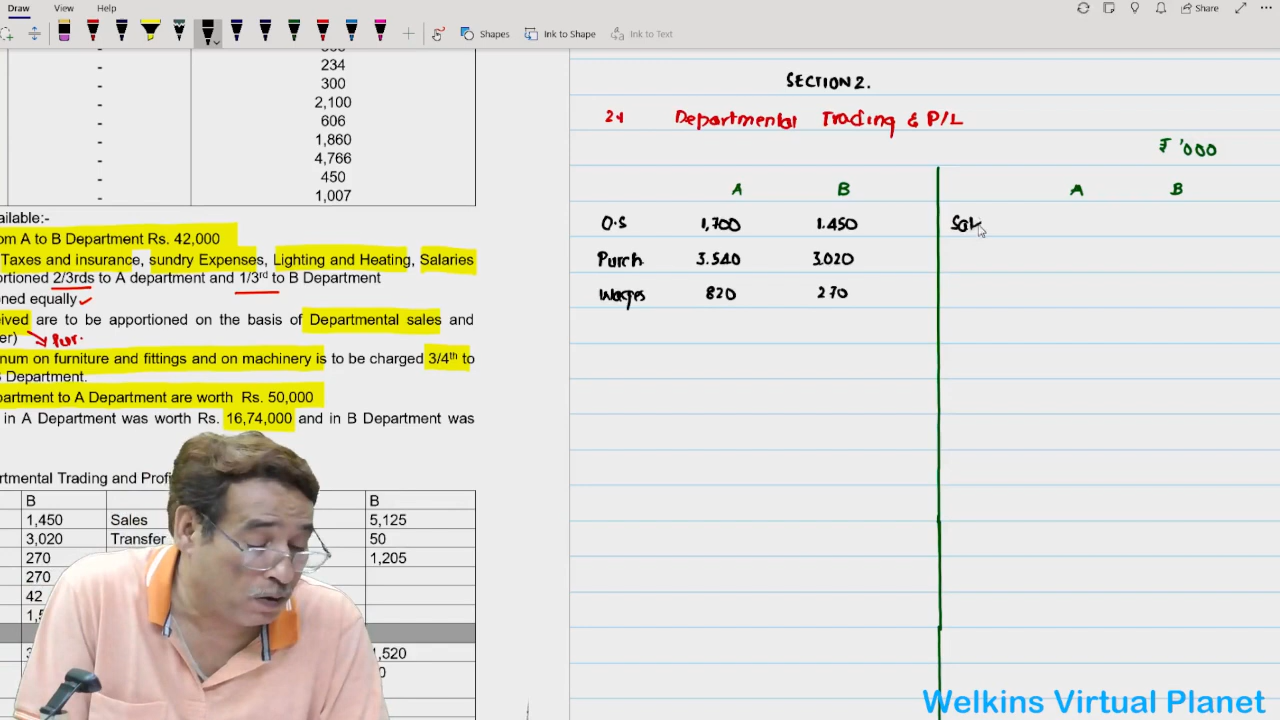 Draw View Help Share
Shapes Ink to Shape Ink to Text
-
- 234
- 300
- 2,100
- 606
- 1,860
- 4,766
- 450
- 1,007
ailable:-
om A to B Department Rs. 42,000
Taxes and insurance, sundry Expenses, Lighting and Heating, Salaries
ortioned 2/3rds to A department and 1/3rd to B Department
oned equally
ived are to be apportioned on the basis of Departmental sales and
er) Pur.
num on furniture and fittings and on machinery is to be charged 3/4th to
B Department.
partment to A Department are worth Rs. 50,000
in A Department was worth Rs. 16,74,000 and in B Department was
rtmental Trading and Profi
B B
1,450 Sales 5,125
3,020 Transfer 50
270 1,205
270
42
1,520
SECTION 2.
Departmental Trading & P/L
₹ '000
A B A B
O.S 1,700 1.450 Sal
Purch 3.540 3.020
Wages 820 270
Welkins Virtual Planet